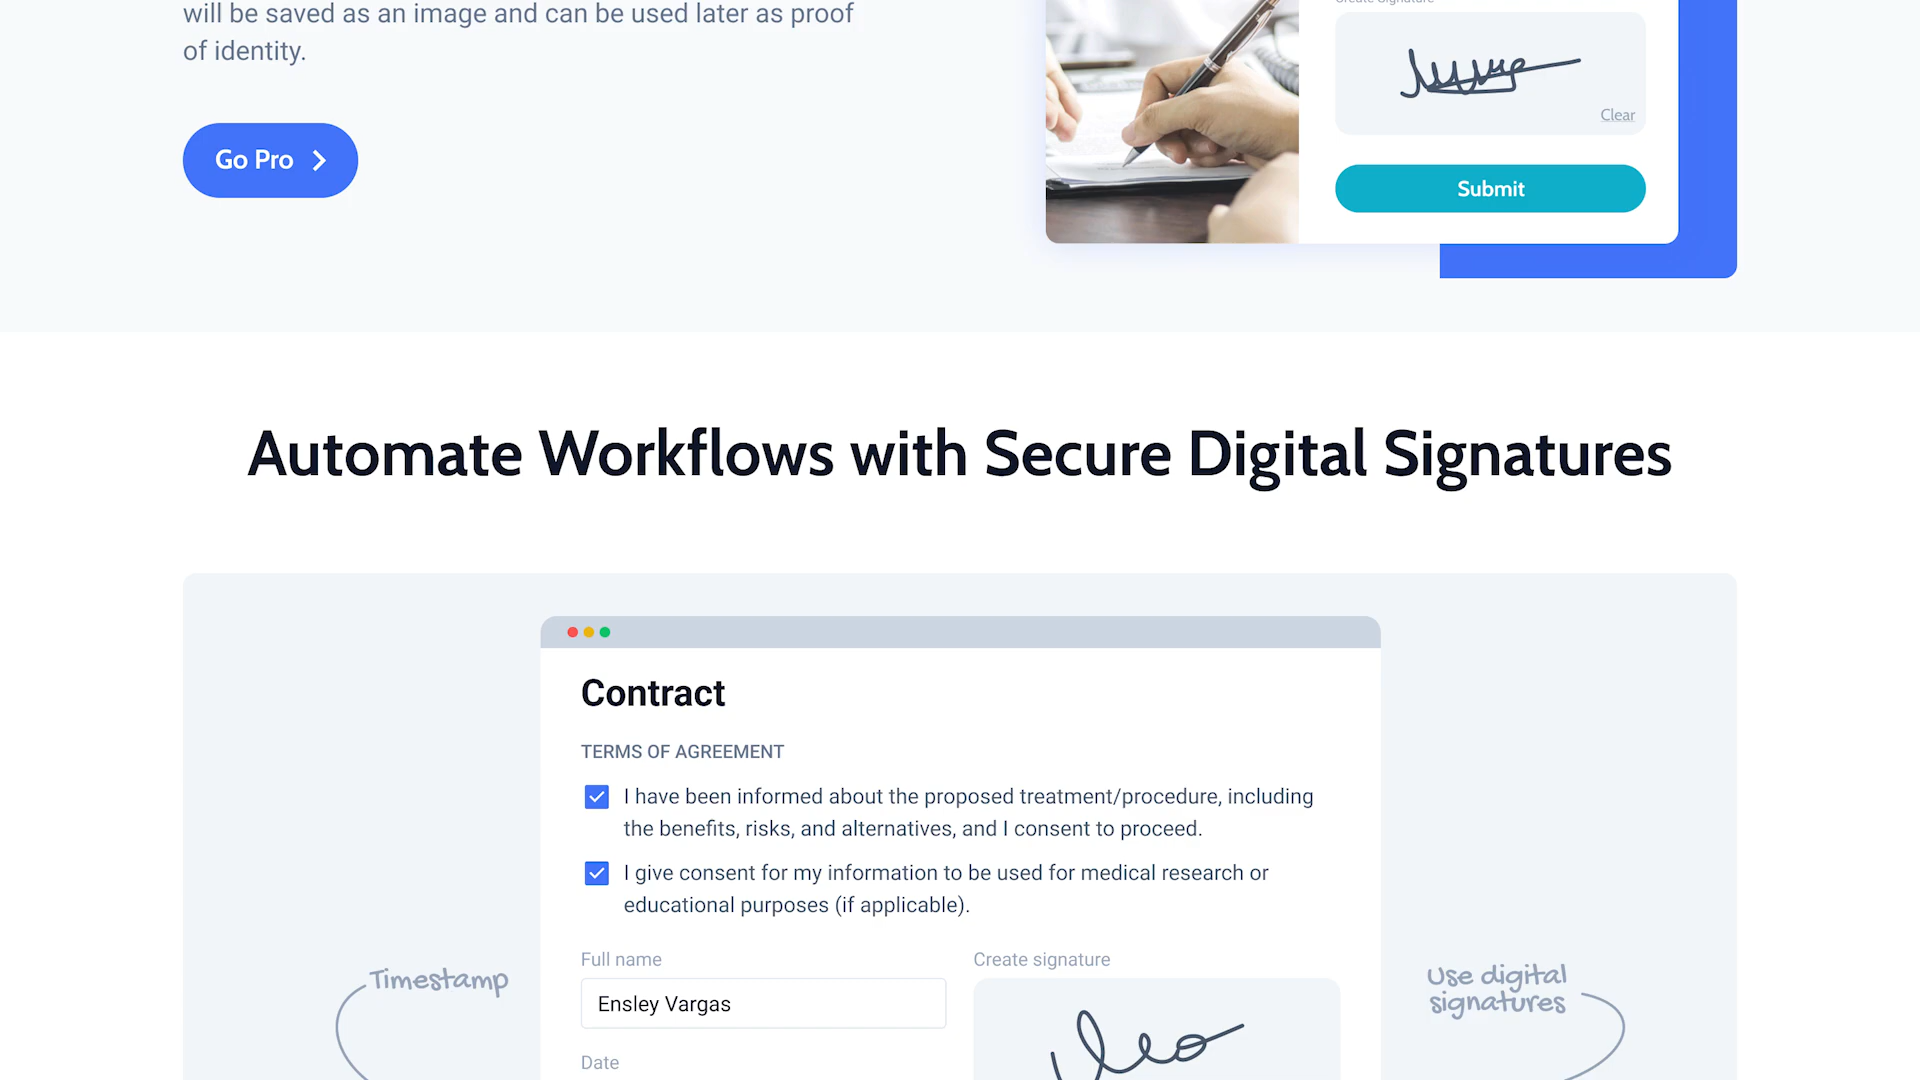 will be saved as an image and can be used later as proof
of identity.
Go Pro
Clear
Submit
Automate Workflows with Secure Digital Signatures
Contract
TERMS OF AGREEMENT
I have been informed about the proposed treatment/procedure, including
the benefits, risks, and alternatives, and I consent to proceed.
I give consent for my information to be used for medical research or
educational purposes (if applicable).
Full name
Ensley Vargas
Date
Create signature
Timestamp
Use digital
signatures